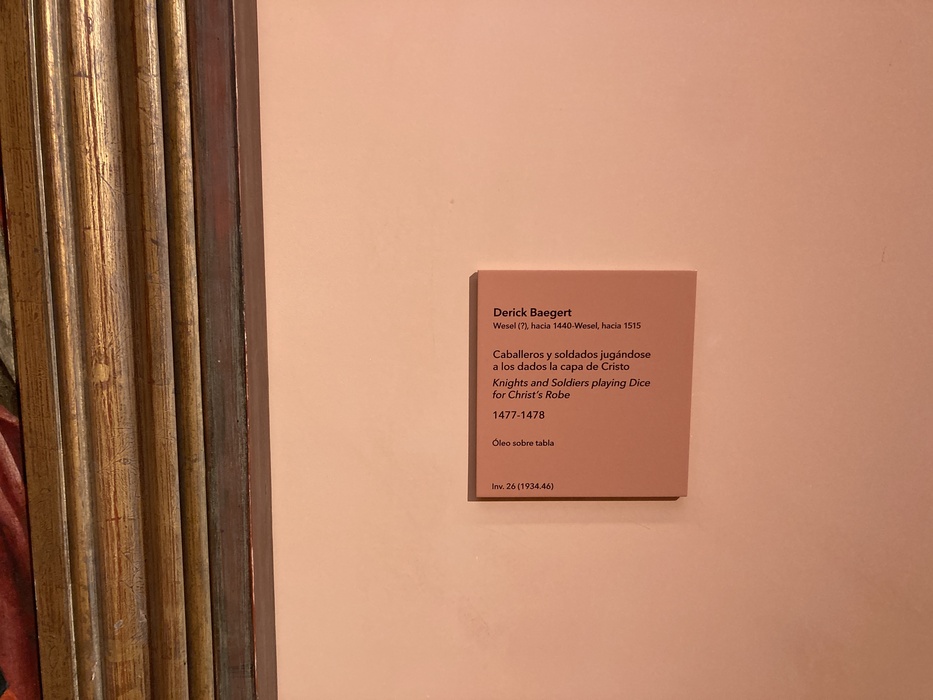 Derick Baegert
Wesel (?), hacia 1440-Wesel, hacia 1515
Caballeros y soldados jugándose
a los dados la capa de Cristo
Knights and Soldiers playing Dice
for Christ's Robe
1477-1478
Óleo sobre tabla
Inv. 26 (1934.46)